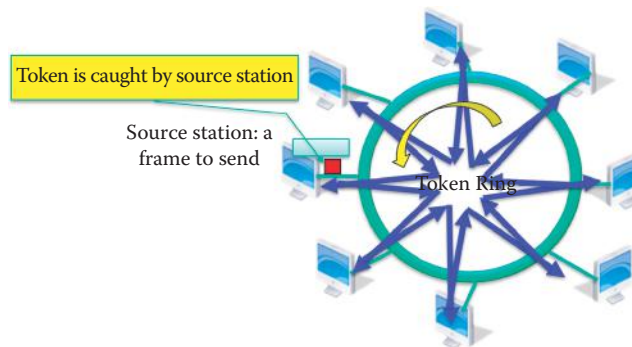 Token is caught by source station
Source station: a
frame to send
Token Ring